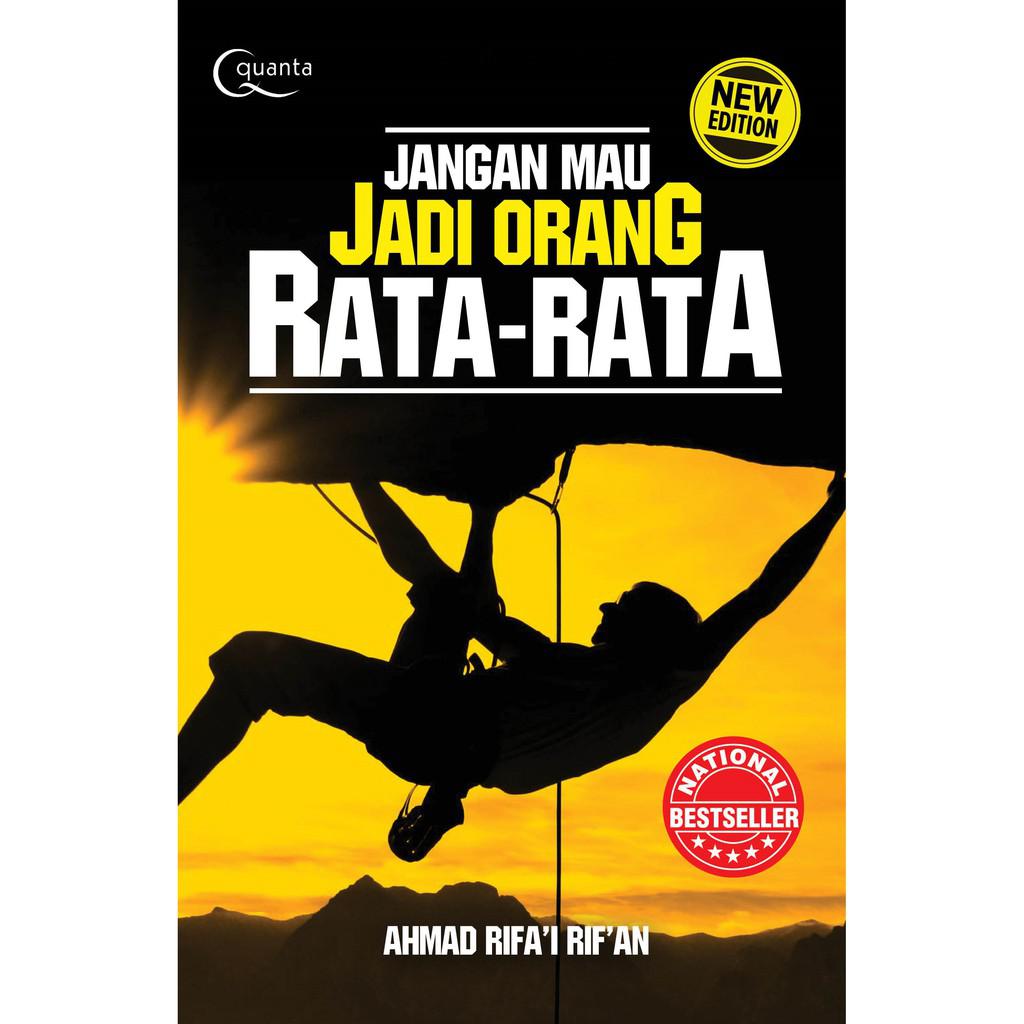 quanta
NEW
EDITION
JANGAN MAU
JADI ORANG
RATA-RATA
NATIONAL
BESTSELLER
AHMAD RIFA'I RIF'AN